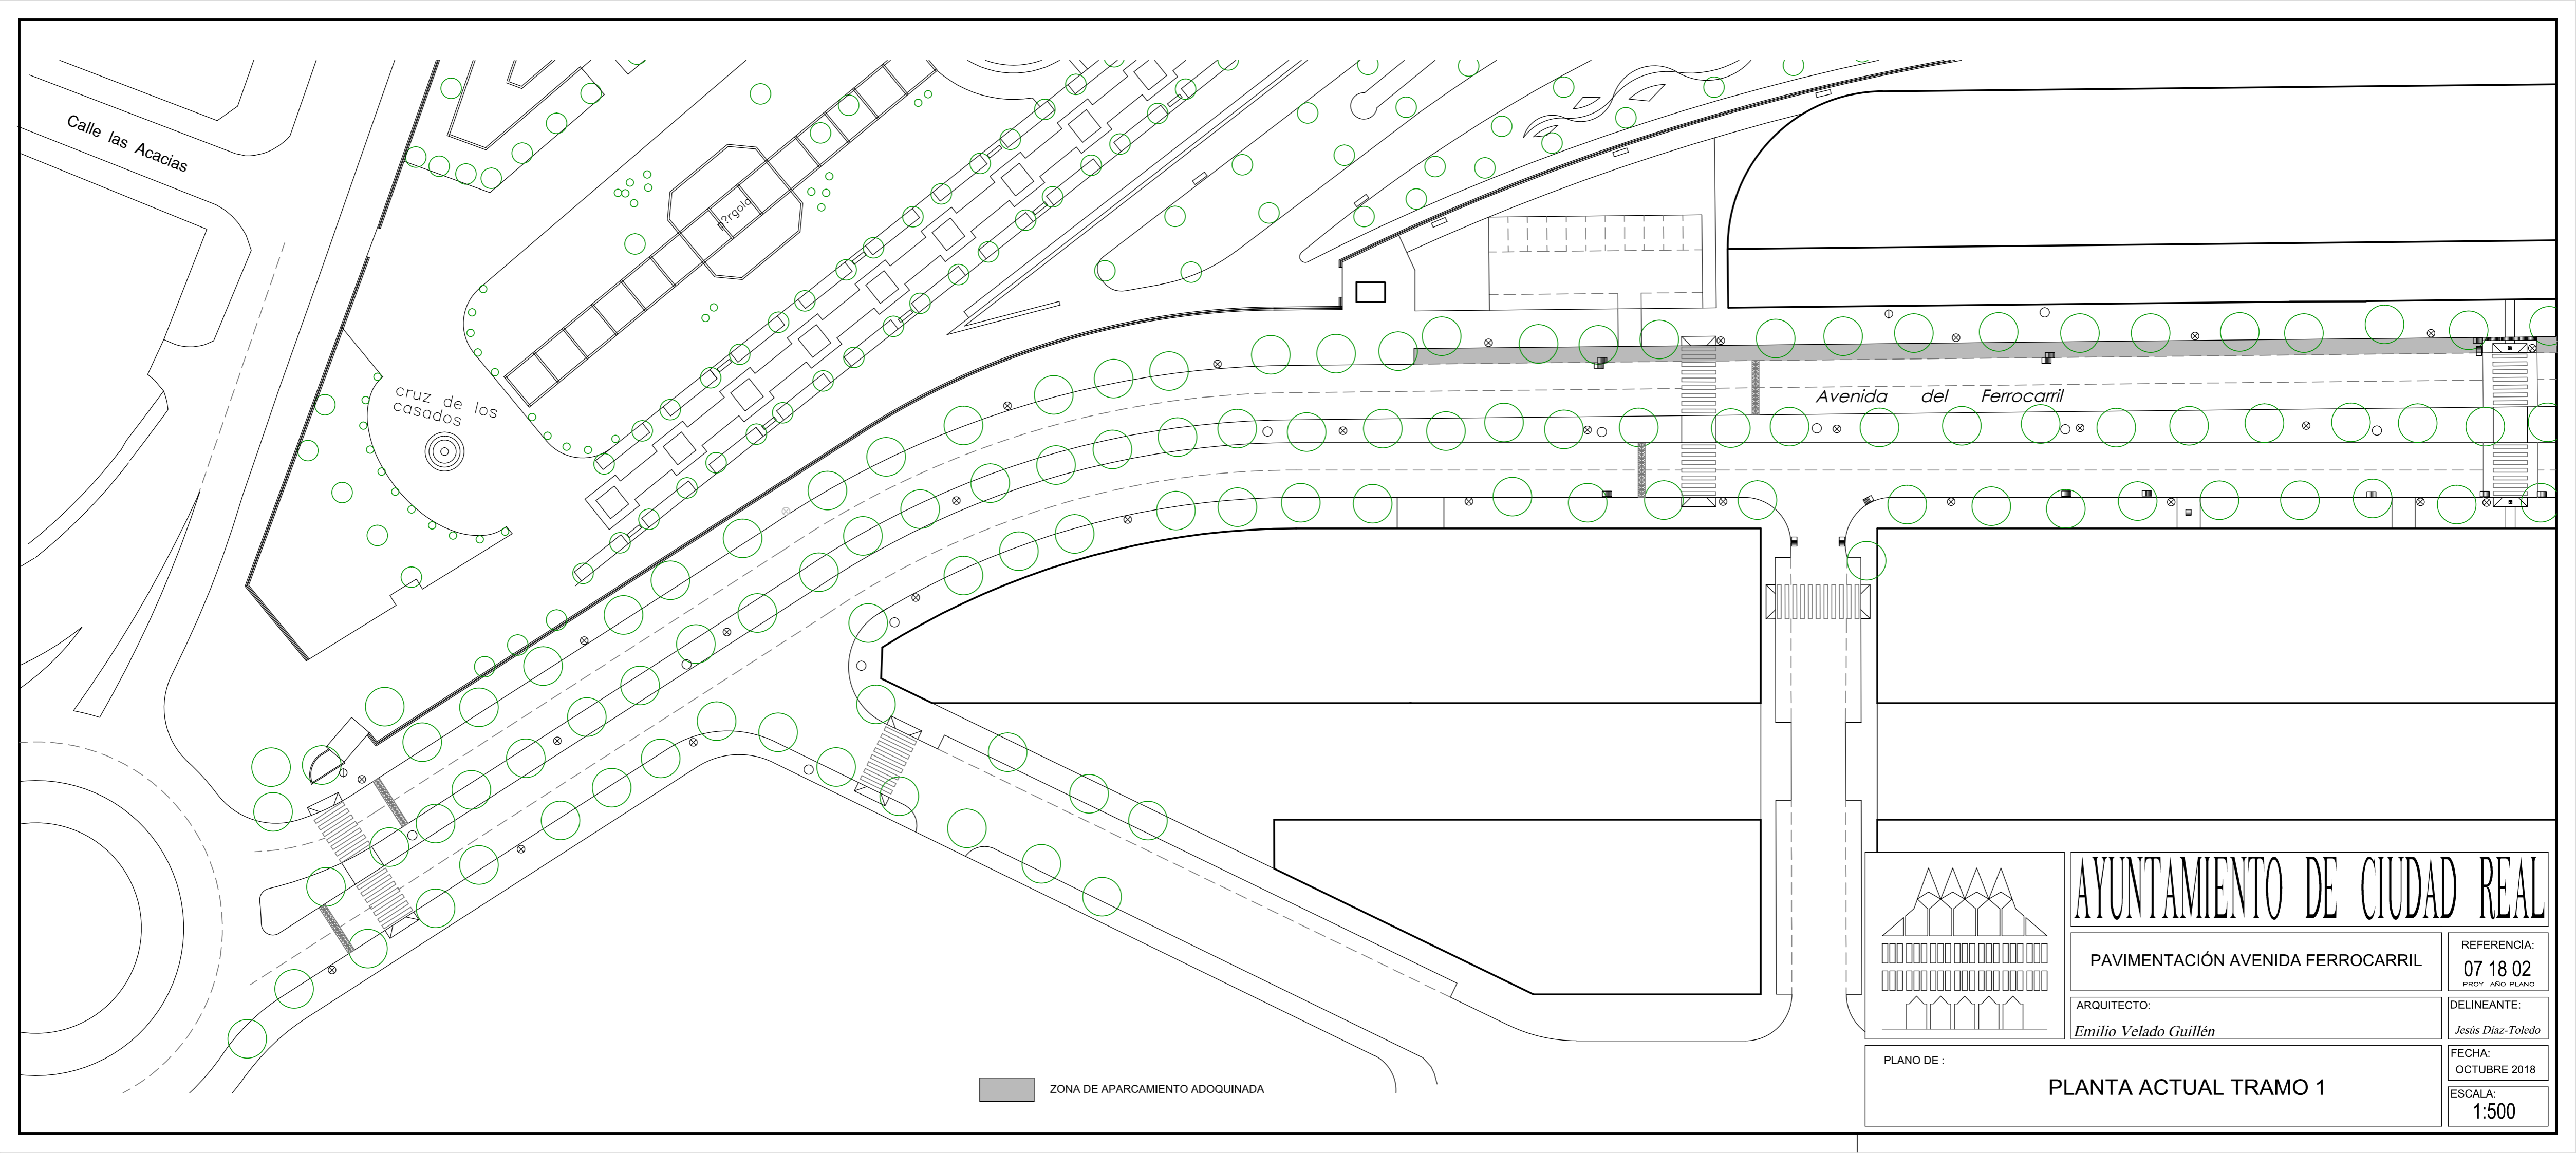 Calle las Acacias
p?rgola
cruz de los
casados
Avenida del Ferrocarril
ZONA DE APARCAMIENTO ADOQUINADA
AYUNTAMIENTO DE CIUDAD REAL
PAVIMENTACIÓN AVENIDA FERROCARRIL
REFERENCIA:
07 18 02
PROY AÑO PLANO
ARQUITECTO:
Emilio Velado Guillén
DELINEANTE:
Jesús Díaz-Toledo
PLANO DE :
PLANTA ACTUAL TRAMO 1
FECHA:
OCTUBRE 2018
ESCALA:
1:500